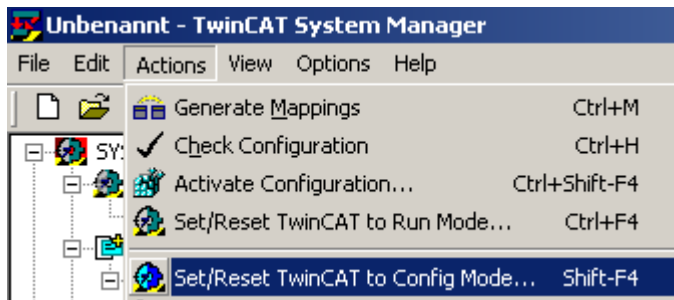 Unbenannt - TwinCAT System Manager
File Edit Actions View Options Help
Generate Mappings Ctrl+M
Check Configuration Ctrl+H
Activate Configuration... Ctrl+Shift-F4
Set/Reset TwinCAT to Run Mode... Ctrl+F4
Set/Reset TwinCAT to Config Mode... Shift-F4